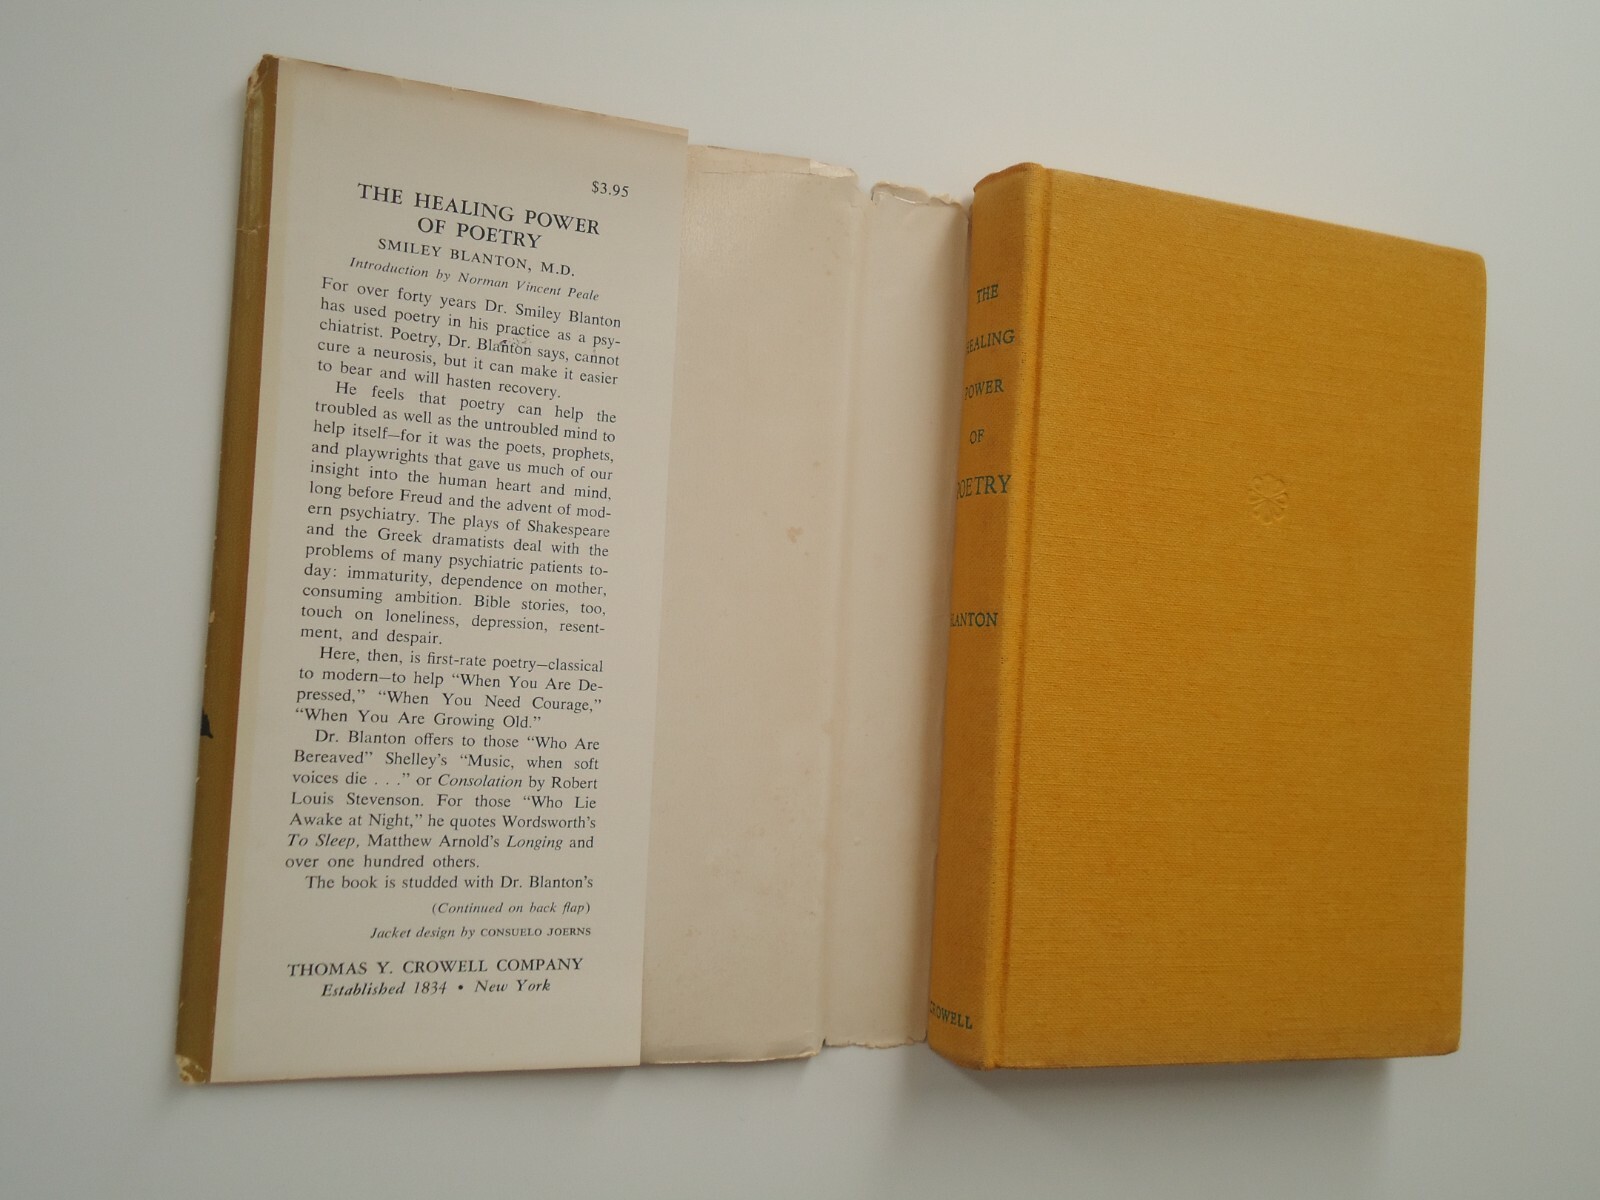 $3.95
THE HEALING POWER
OF POETRY
SMILEY BLANTON, M.D.
Introduction by Norman Vincent Peale
For over forty years Dr. Smiley Blanton
has used poetry in his practice as a psy-
chiatrist. Poetry, Dr. Blanton says, cannot
cure a neurosis, but it can make it easier
to bear and will hasten recovery.
He feels that poetry can help the
troubled as well as the untroubled mind to
help itself—for it was the poets, prophets,
and playwrights that gave us much of our
insight into the human heart and mind,
long before Freud and the advent of mod-
ern psychiatry. The plays of Shakespeare
and the Greek dramatists deal with the
problems of many psychiatric patients to-
day: immaturity, dependence on mother,
consuming ambition. Bible stories, too,
touch on loneliness, depression, resent-
ment, and despair.
Here, then, is first-rate poetry—classical
to modern—to help “When You Are De-
pressed,” “When You Need Courage,”
“When You Are Growing Old.”
Dr. Blanton offers to those “Who Are
Bereaved” Shelley's “Music, when soft
voices die . . .” or Consolation by Robert
Louis Stevenson. For those “Who Lie
Awake at Night,” he quotes Wordsworth's
To Sleep, Matthew Arnold's Longing and
over one hundred others.
The book is studded with Dr. Blanton's
(Continued on back flap)
Jacket design by CONSUELO JOERNS
THOMAS Y. CROWELL COMPANY
Established 1834 • New York
THE
HEALING
POWER
OF
POETRY
BLANTON
CROWELL